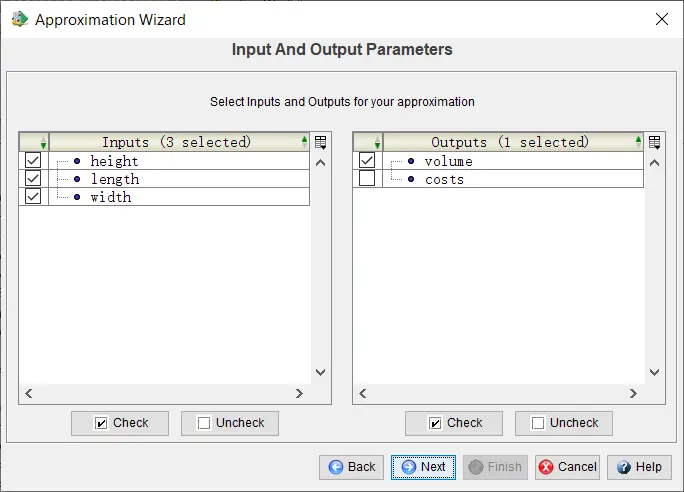 Approximation Wizard
Input And Output Parameters
Select Inputs and Outputs for your approximation
Inputs (3 selected)
height
length
width
Outputs (1 selected)
volume
costs
Check Uncheck Check Uncheck
Back Next Finish Cancel Help